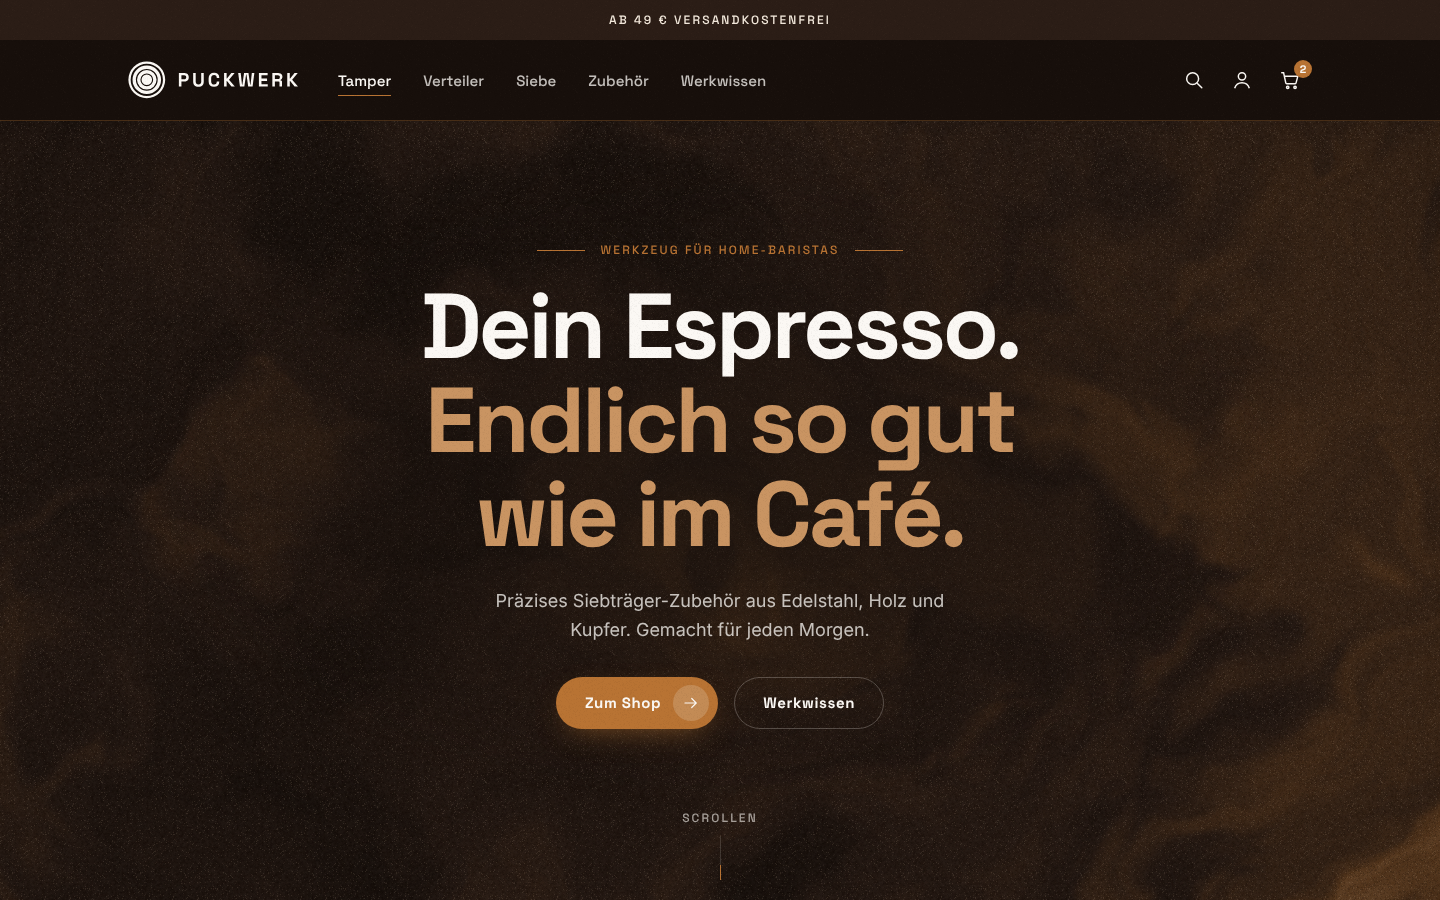 AB 49 € VERSANDKOSTENFREI
PUCKWERK
Tamper
Verteiler
Siebe
Zubehör
Werkwissen
2
WERKZEUG FÜR HOME-BARISTAS
Dein Espresso.
Endlich so gut
wie im Café.
Präzises Siebträger-Zubehör aus Edelstahl, Holz und
Kupfer. Gemacht für jeden Morgen.
Zum Shop
Werkwissen
SCROLLEN